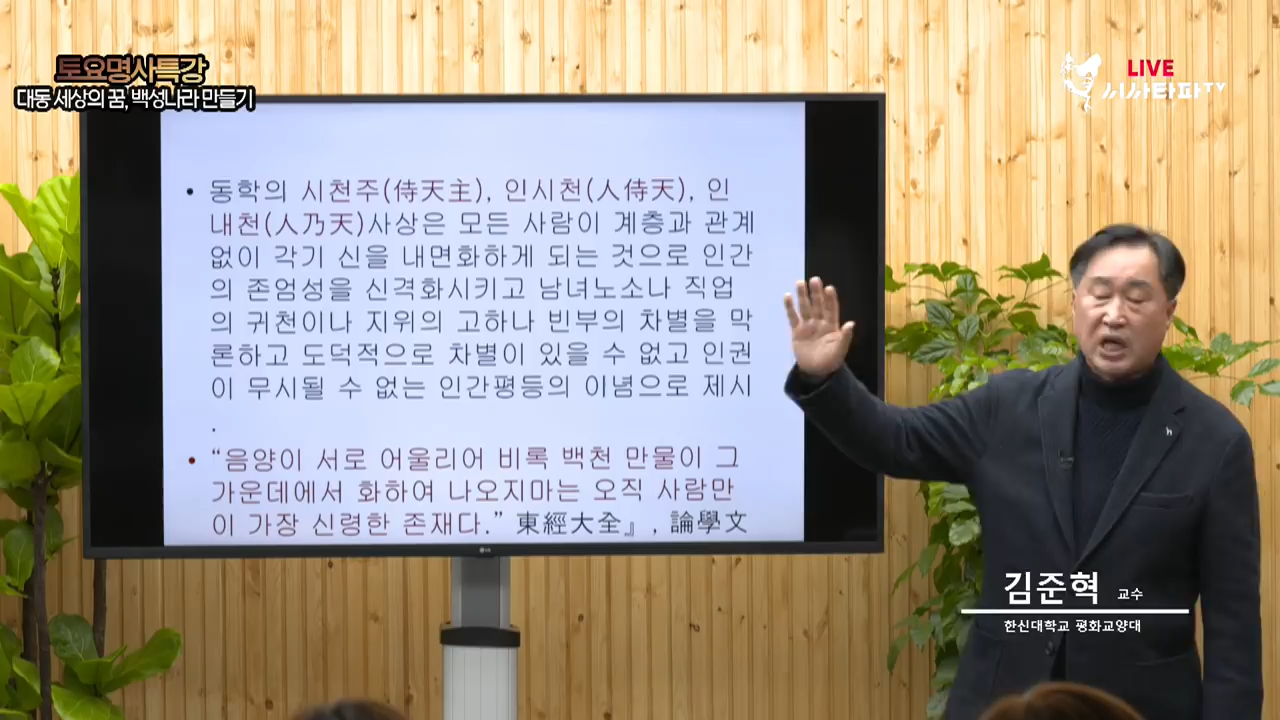 토요명사특강
대동 세상의 꿈, 백성나라 만들기
LIVE
시사타파TV
• 동학의 시천주(侍天主), 인시천(人侍天), 인
내천(人乃天)사상은 모든 사람이 계층과 관계
없이 각기 신을 내면화하게 되는 것으로 인간
의 존엄성을 신격화시키고 남녀노소나 직업
의 귀천이나 지위의 고하나 빈부의 차별을 막
론하고 도덕적으로 차별이 있을 수 없고 인권
이 무시될 수 없는 인간평등의 이념으로 제시
.
• “음양이 서로 어울리어 비록 백천 만물이 그
가운데에서 화하여 나오지마는 오직 사람만
이 가장 신령한 존재다.” 東經大全』, 論學文
LG
김준혁 교수
한신대학교 평화교양대